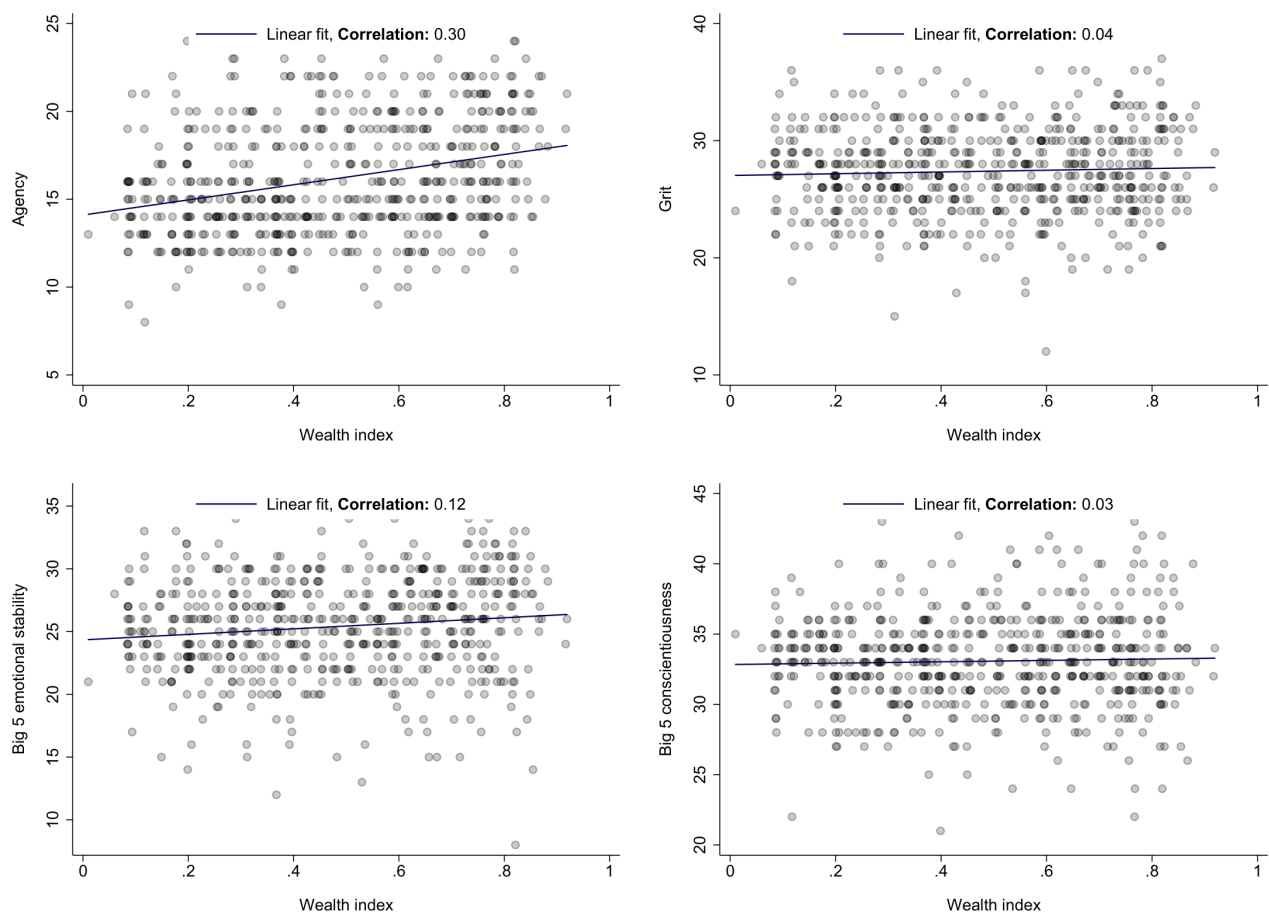 Linear fit, Correlation: 0.30
Agency
25
20
15
10
5
0 .2 .4 .6 .8 1
Wealth index
Linear fit, Correlation: 0.04
Grit
40
30
20
10
0 .2 .4 .6 .8 1
Wealth index
Linear fit, Correlation: 0.12
Big 5 emotional stability
35
30
25
20
15
10
0 .2 .4 .6 .8 1
Wealth index
Linear fit, Correlation: 0.03
Big 5 conscientiousness
45
40
35
30
25
20
0 .2 .4 .6 .8 1
Wealth index